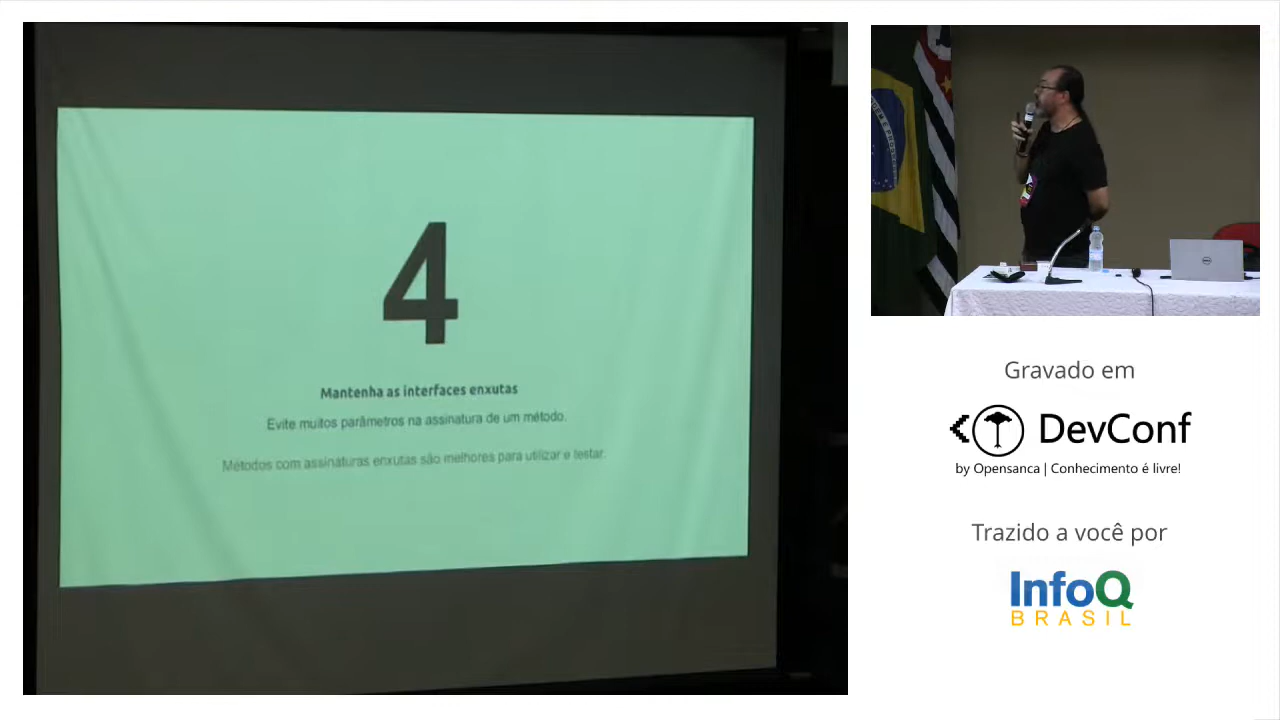 4
Mantenha as interfaces enxutas
Evite muitos parâmetros na assinatura de um método.
Métodos com assinaturas enxutas são melhores para utilizar e testar.
Gravado em
DevConf
by Opensanca | Conhecimento é livre!
Trazido a você por
InfoQ
BRASIL